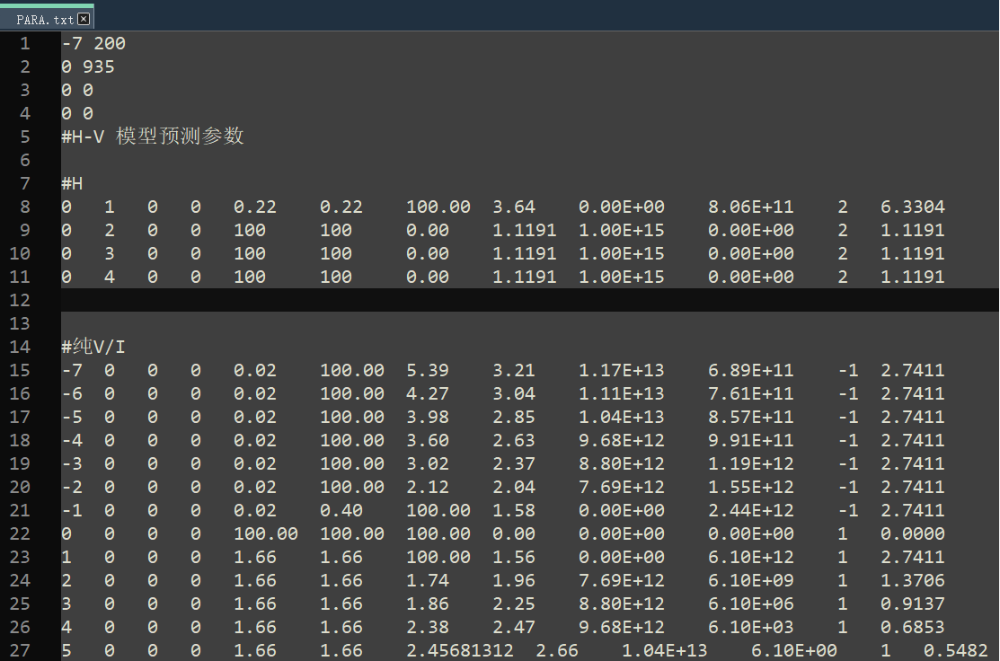 PARA.txt
1 -7 200
2 0 935
3 0 0
4 0 0
5 #H-V 模型预测参数
6
7 #H
8 0 1 0 0 0.22 0.22 100.00 3.64 0.00E+00 8.06E+11 2 6.3304
9 0 2 0 0 100 100 0.00 1.1191 1.00E+15 0.00E+00 2 1.1191
10 0 3 0 0 100 100 0.00 1.1191 1.00E+15 0.00E+00 2 1.1191
11 0 4 0 0 100 100 0.00 1.1191 1.00E+15 0.00E+00 2 1.1191
12
13
14 #纯V/I
15 -7 0 0 0 0.02 100.00 5.39 3.21 1.17E+13 6.89E+11 -1 2.7411
16 -6 0 0 0 0.02 100.00 4.27 3.04 1.11E+13 7.61E+11 -1 2.7411
17 -5 0 0 0 0.02 100.00 3.98 2.85 1.04E+13 8.57E+11 -1 2.7411
18 -4 0 0 0 0.02 100.00 3.60 2.63 9.68E+12 9.91E+11 -1 2.7411
19 -3 0 0 0 0.02 100.00 3.02 2.37 8.80E+12 1.19E+12 -1 2.7411
20 -2 0 0 0 0.02 100.00 2.12 2.04 7.69E+12 1.55E+12 -1 2.7411
21 -1 0 0 0 0.02 0.40 100.00 1.58 0.00E+00 2.44E+12 -1 2.7411
22 0 0 0 0 100.00 100.00 100.00 0.00 0.00E+00 0.00E+00 1 0.0000
23 1 0 0 0 1.66 1.66 100.00 1.56 0.00E+00 6.10E+12 1 2.7411
24 2 0 0 0 1.66 1.66 1.74 1.96 7.69E+12 6.10E+09 1 1.3706
25 3 0 0 0 1.66 1.66 1.86 2.25 8.80E+12 6.10E+06 1 0.9137
26 4 0 0 0 1.66 1.66 2.38 2.47 9.68E+12 6.10E+03 1 0.6853
27 5 0 0 0 1.66 1.66 2.45681312 2.66 1.04E+13 6.10E+00 1 0.5482